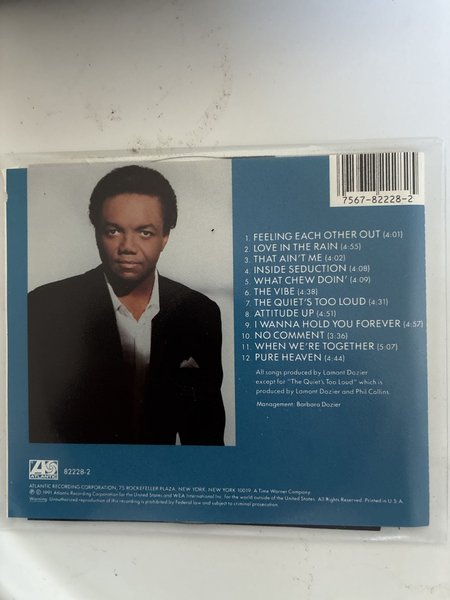 7567-82228-2
1. FEELING EACH OTHER OUT (4:01)
2. LOVE IN THE RAIN (4:55)
3. THAT AIN'T ME (4:02)
4. INSIDE SEDUCTION (4:08)
5. WHAT CHEW DOIN' (4:09)
6. THE VIBE (4:38)
7. THE QUIET'S TOO LOUD (4:31)
8. ATTITUDE UP (4:51)
9. I WANNA HOLD YOU FOREVER (4:57)
10. NO COMMENT (3:36)
11. WHEN WE'RE TOGETHER (5:07)
12. PURE HEAVEN (4:44)
All songs produced by Lamont Dozier
except for "The Quiet's Too Loud" which is
produced by Lamont Dozier and Phil Collins.
Management: Barbara Dozier
ATLANTIC
82228-2
ATLANTIC RECORDING CORPORATION, 75 ROCKEFELLER PLAZA, NEW YORK, NEW YORK 10019. A Time Warner Company.
℗ © 1991 Atlantic Recording Corporation for the United States and WEA International Inc. for the world outside of the United States. All Rights Reserved. Printed in U.S.A.
Warning: Unauthorized reproduction of this recording is prohibited by Federal law and subject to criminal prosecution.